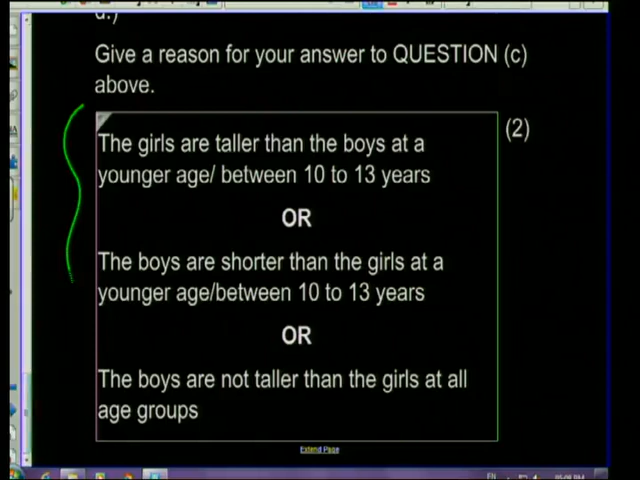 d.)
Give a reason for your answer to QUESTION (c)
above.
(2)
The girls are taller than the boys at a
younger age/ between 10 to 13 years
OR
The boys are shorter than the girls at a
younger age/between 10 to 13 years
OR
The boys are not taller than the girls at all
age groups
Extend Page
EN